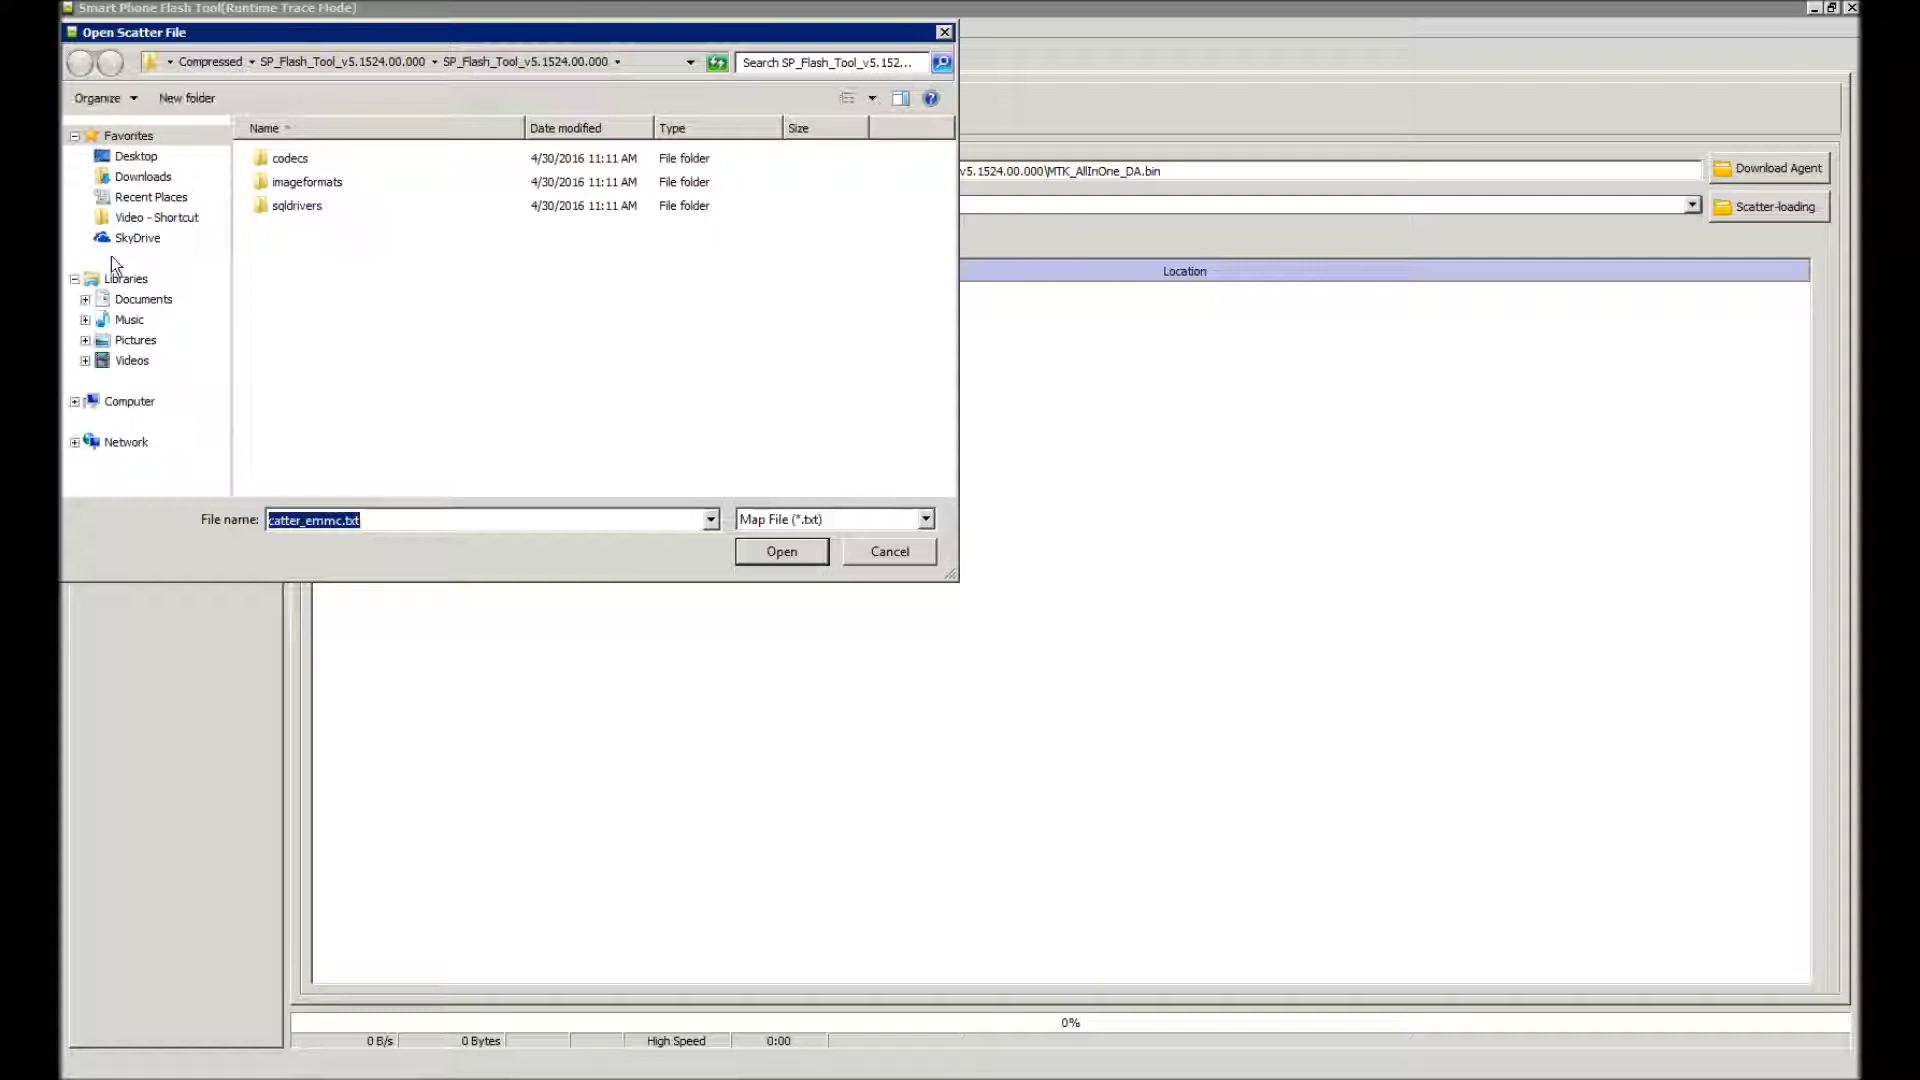 Smart Phone Flash Tool(Runtime Trace Mode)
Open Scatter File
Compressed SP_Flash_Tool_v5.1524.00.000 SP_Flash_Tool_v5.1524.00.000
Search SP_Flash_Tool_v5.152...
Organize New folder
Name Date modified Type Size
Favorites
Desktop
Downloads
Recent Places
Video - Shortcut
SkyDrive
Libraries
Documents
Music
Pictures
Videos
Computer
Network
codecs 4/30/2016 11:11 AM File folder
imageformats 4/30/2016 11:11 AM File folder
sqldrivers 4/30/2016 11:11 AM File folder
File name: catter_emmc.txt Map File (*.txt)
Open Cancel
v5.1524.00.000\MTK_AllInOne_DA.bin Download Agent
Scatter-loading
Location
0%
0 B/s 0 Bytes High Speed 0:00